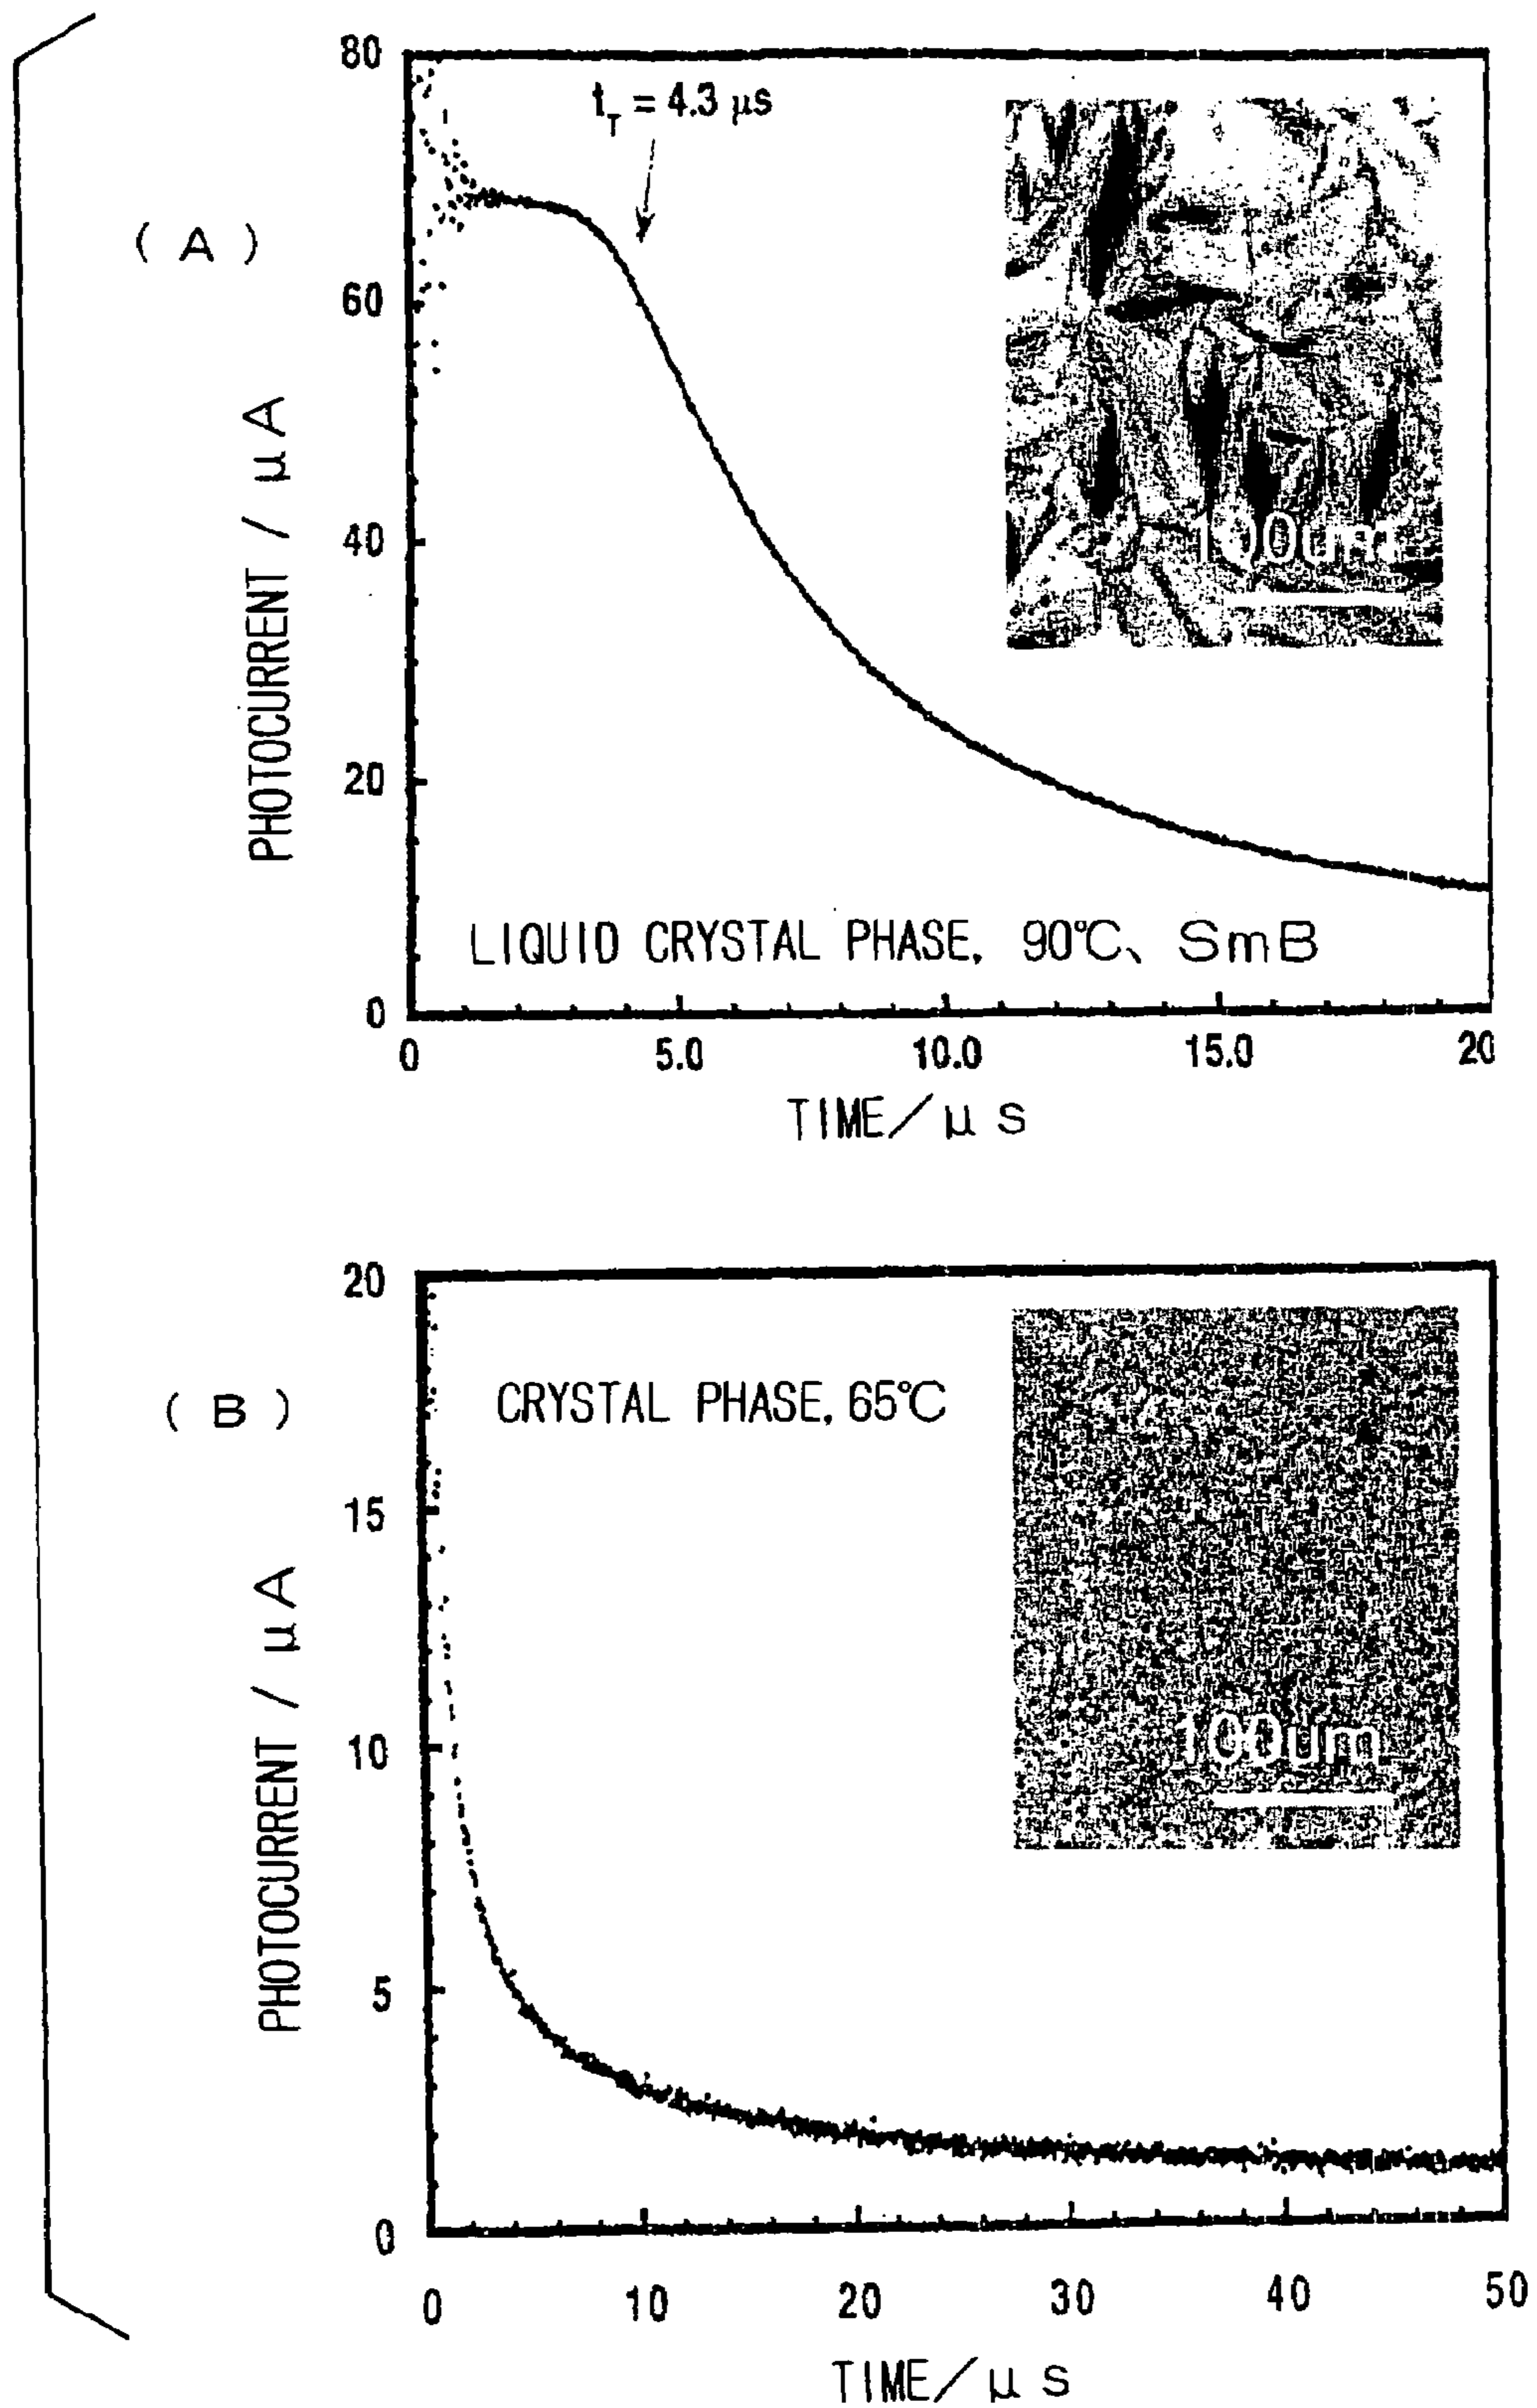 80
t_T = 4.3 μs
( A )
60
PHOTOCURRENT / μA
40
100um
20
LIQUID CRYSTAL PHASE, 90℃、SmB
0
0 5.0 10.0 15.0 20
TIME/μs
20
CRYSTAL PHASE, 65℃
( B )
15
PHOTOCURRENT / μA
10
100um
5
0
0 10 20 30 40 50
TIME/μs